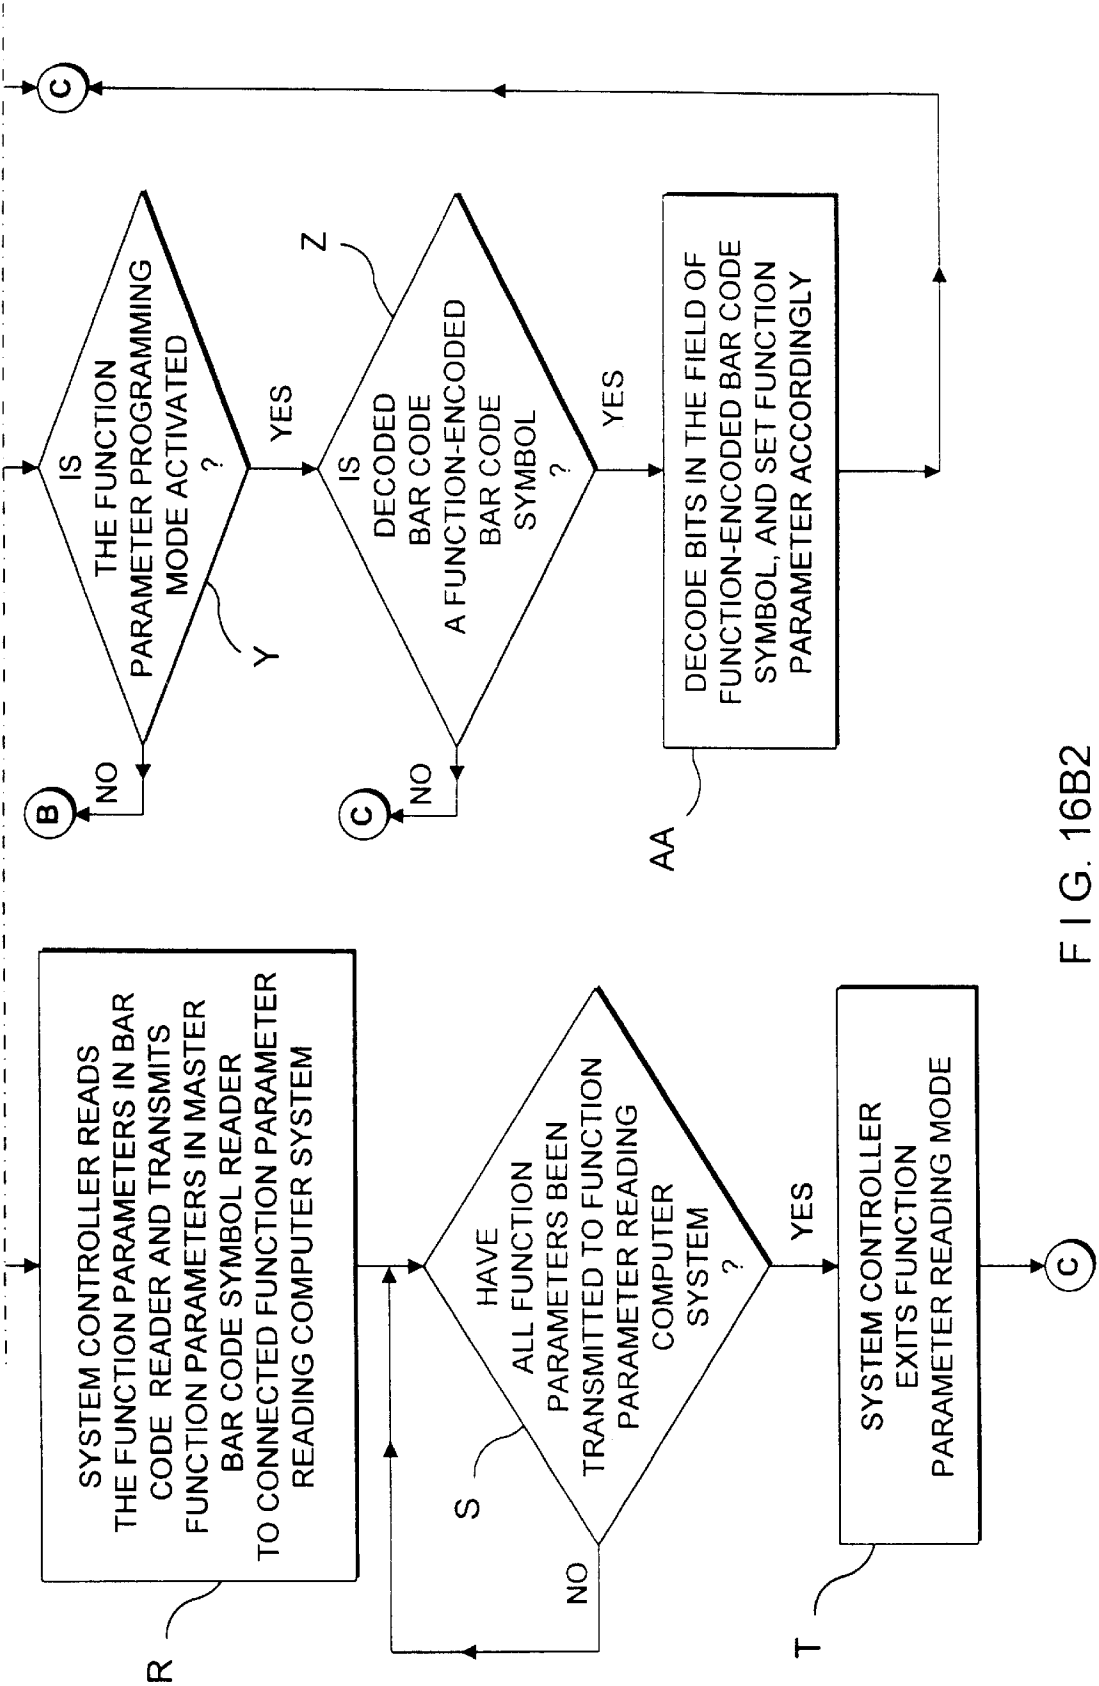 R
SYSTEM CONTROLLER READS
THE FUNCTION PARAMETERS IN BAR
CODE READER AND TRANSMITS
FUNCTION PARAMETERS IN MASTER
BAR CODE SYMBOL READER
TO CONNECTED FUNCTION PARAMETER
READING COMPUTER SYSTEM
S
HAVE
ALL FUNCTION
PARAMETERS BEEN
TRANSMITTED TO FUNCTION
PARAMETER READING
COMPUTER
SYSTEM
?
NO
YES
T
SYSTEM CONTROLLER
EXITS FUNCTION
PARAMETER READING MODE
C
B
NO
IS
THE FUNCTION
PARAMETER PROGRAMMING
MODE ACTIVATED
?
Y
YES
C
C
NO
IS
DECODED
BAR CODE
A FUNCTION-ENCODED
BAR CODE
SYMBOL
?
Z
YES
AA
DECODE BITS IN THE FIELD OF
FUNCTION-ENCODED BAR CODE
SYMBOL, AND SET FUNCTION
PARAMETER ACCORDINGLY
FIG. 16B2